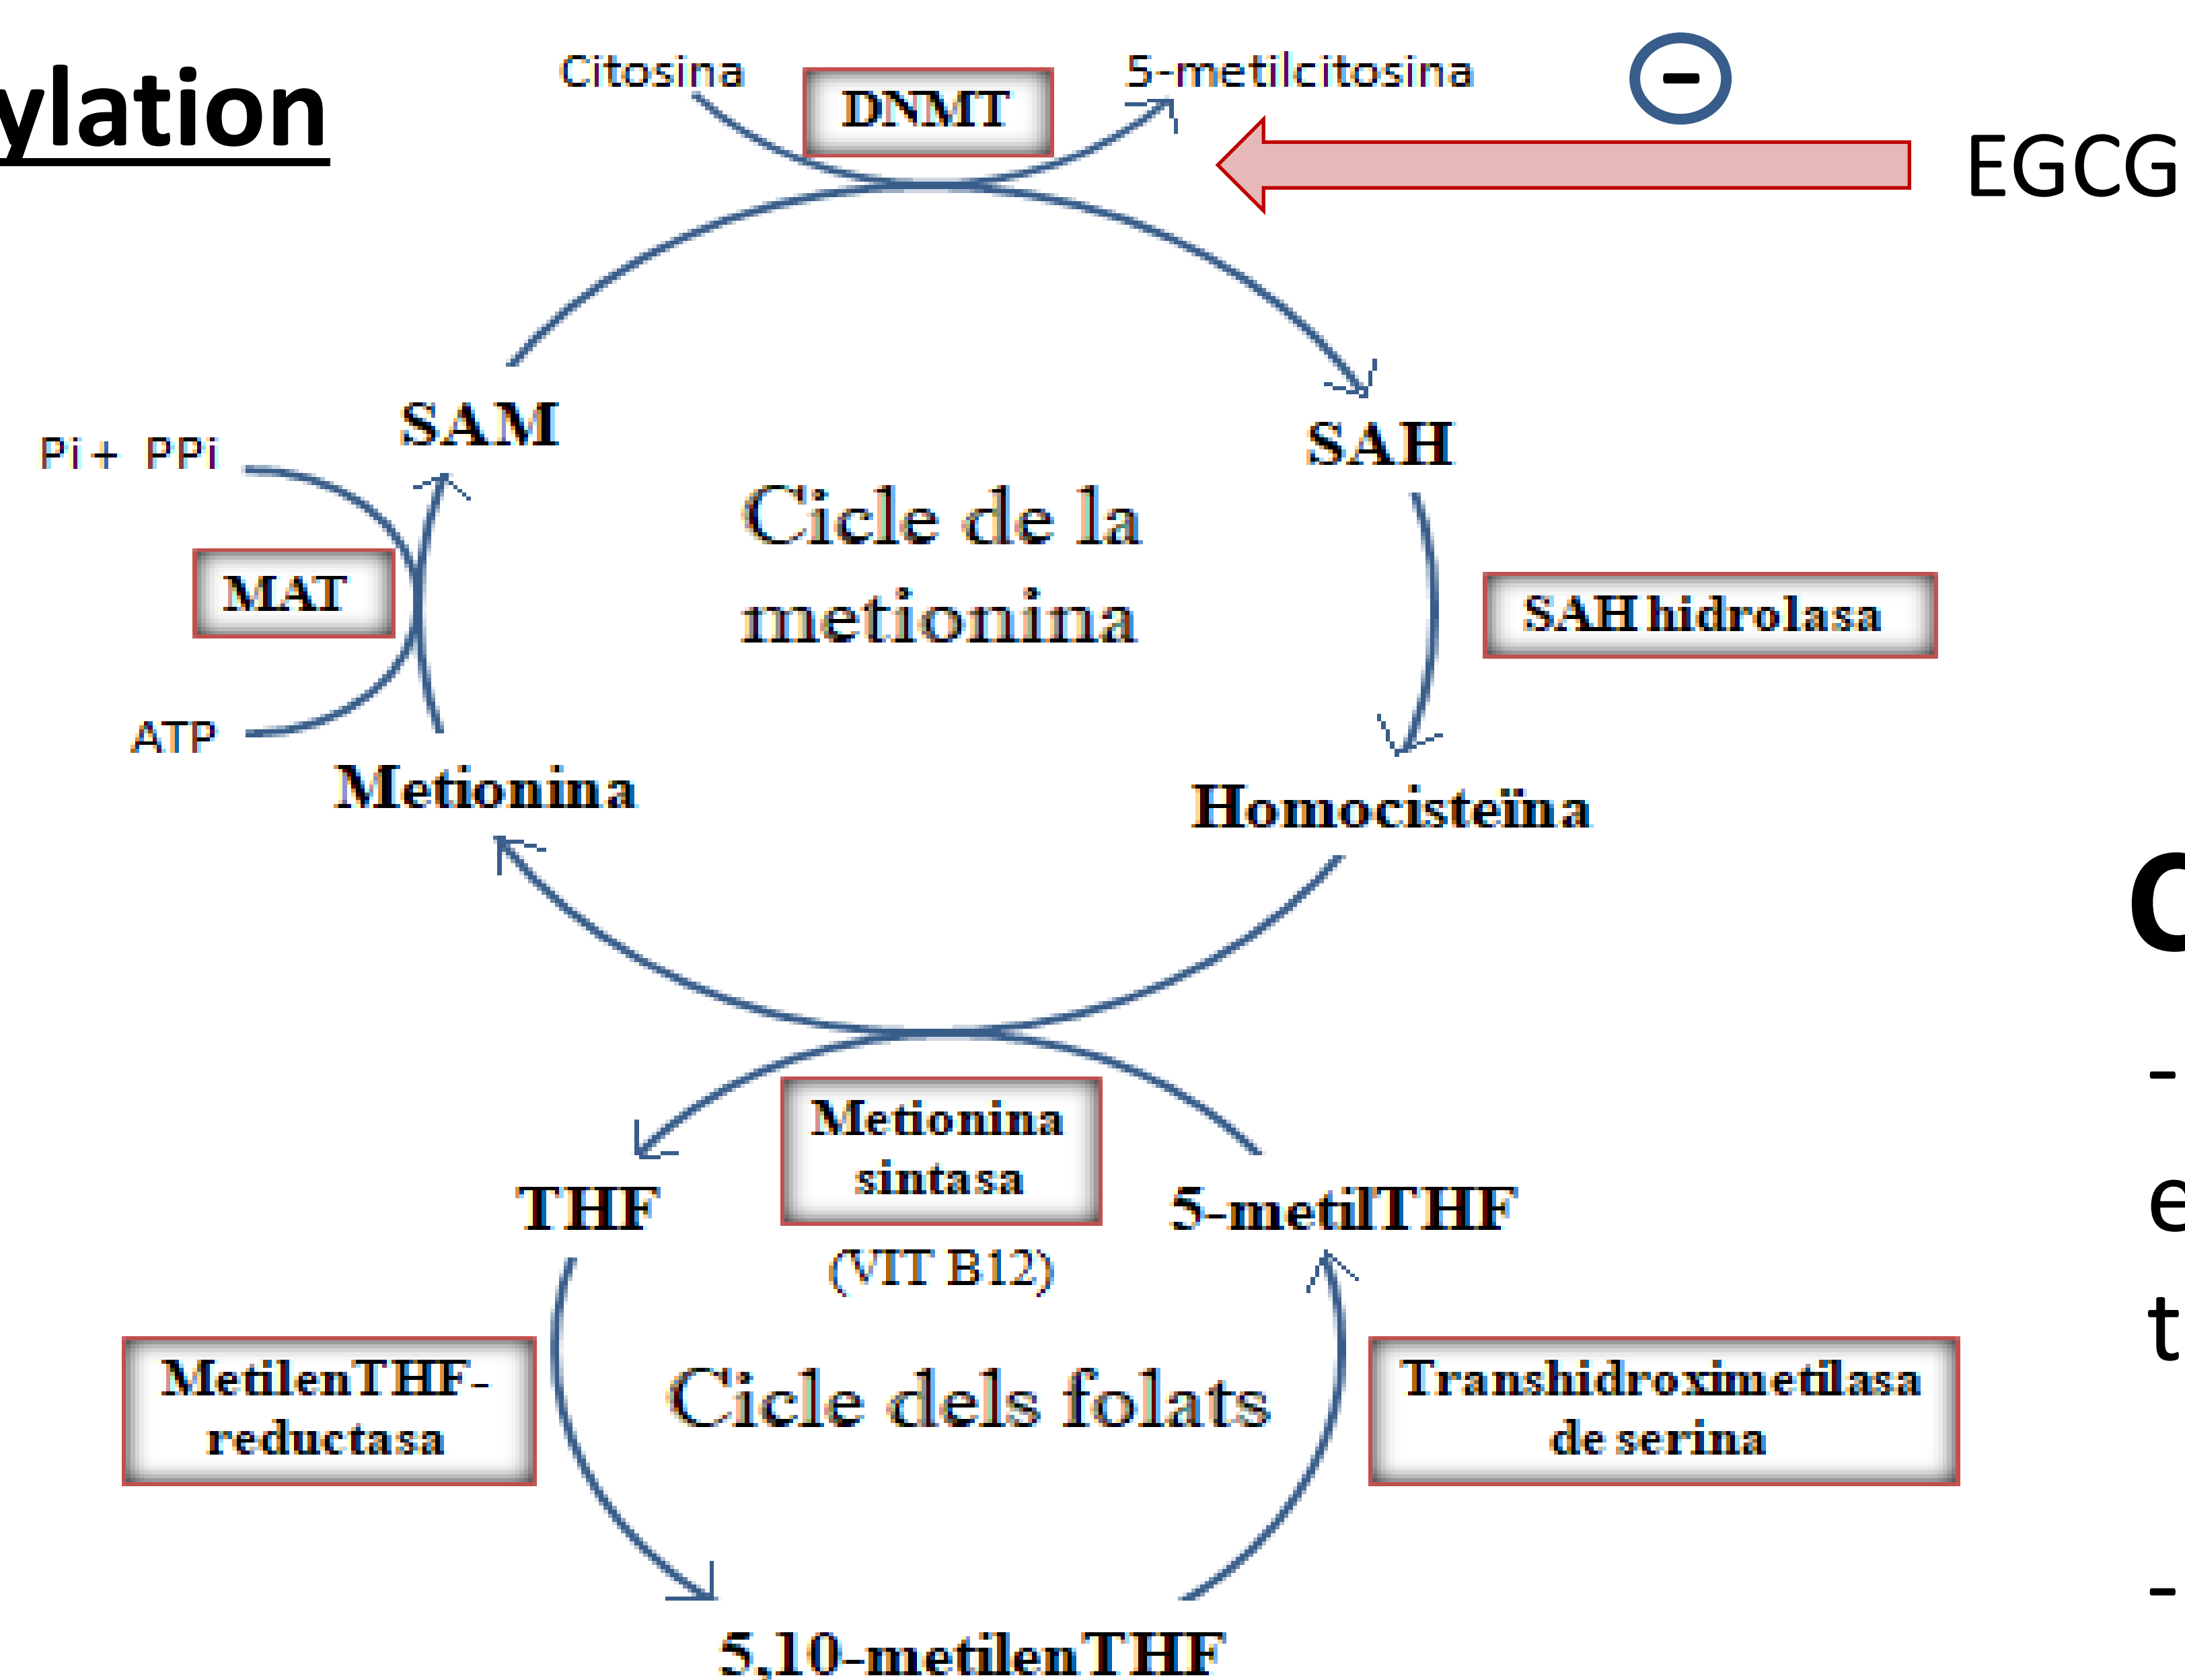 ylation
Citosina
DNMT
5-metilcitosina
-
EGCG
SAM
SAH
Pi + PPi
Cicle de la
metionina
MAT
SAH hidrolasa
ATP
Metionina
Homocisteïna
-
Metionina
sintasa
THF
5-metilTHF
e
(VIT B12)
t
MetilenTHF-
reductasa
Cicle dels folats
Transhidroximetilasa
de serina
-
5,10-metilenTHF